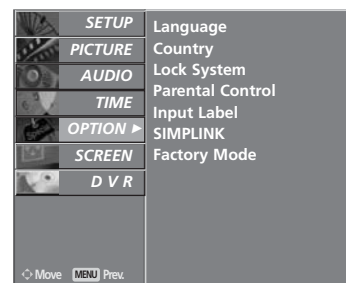 SETUP
PICTURE
AUDIO
TIME
OPTION ►
SCREEN
D V R
Language
Country
Lock System
Parental Control
Input Label
SIMPLINK
Factory Mode
Move MENU Prev.